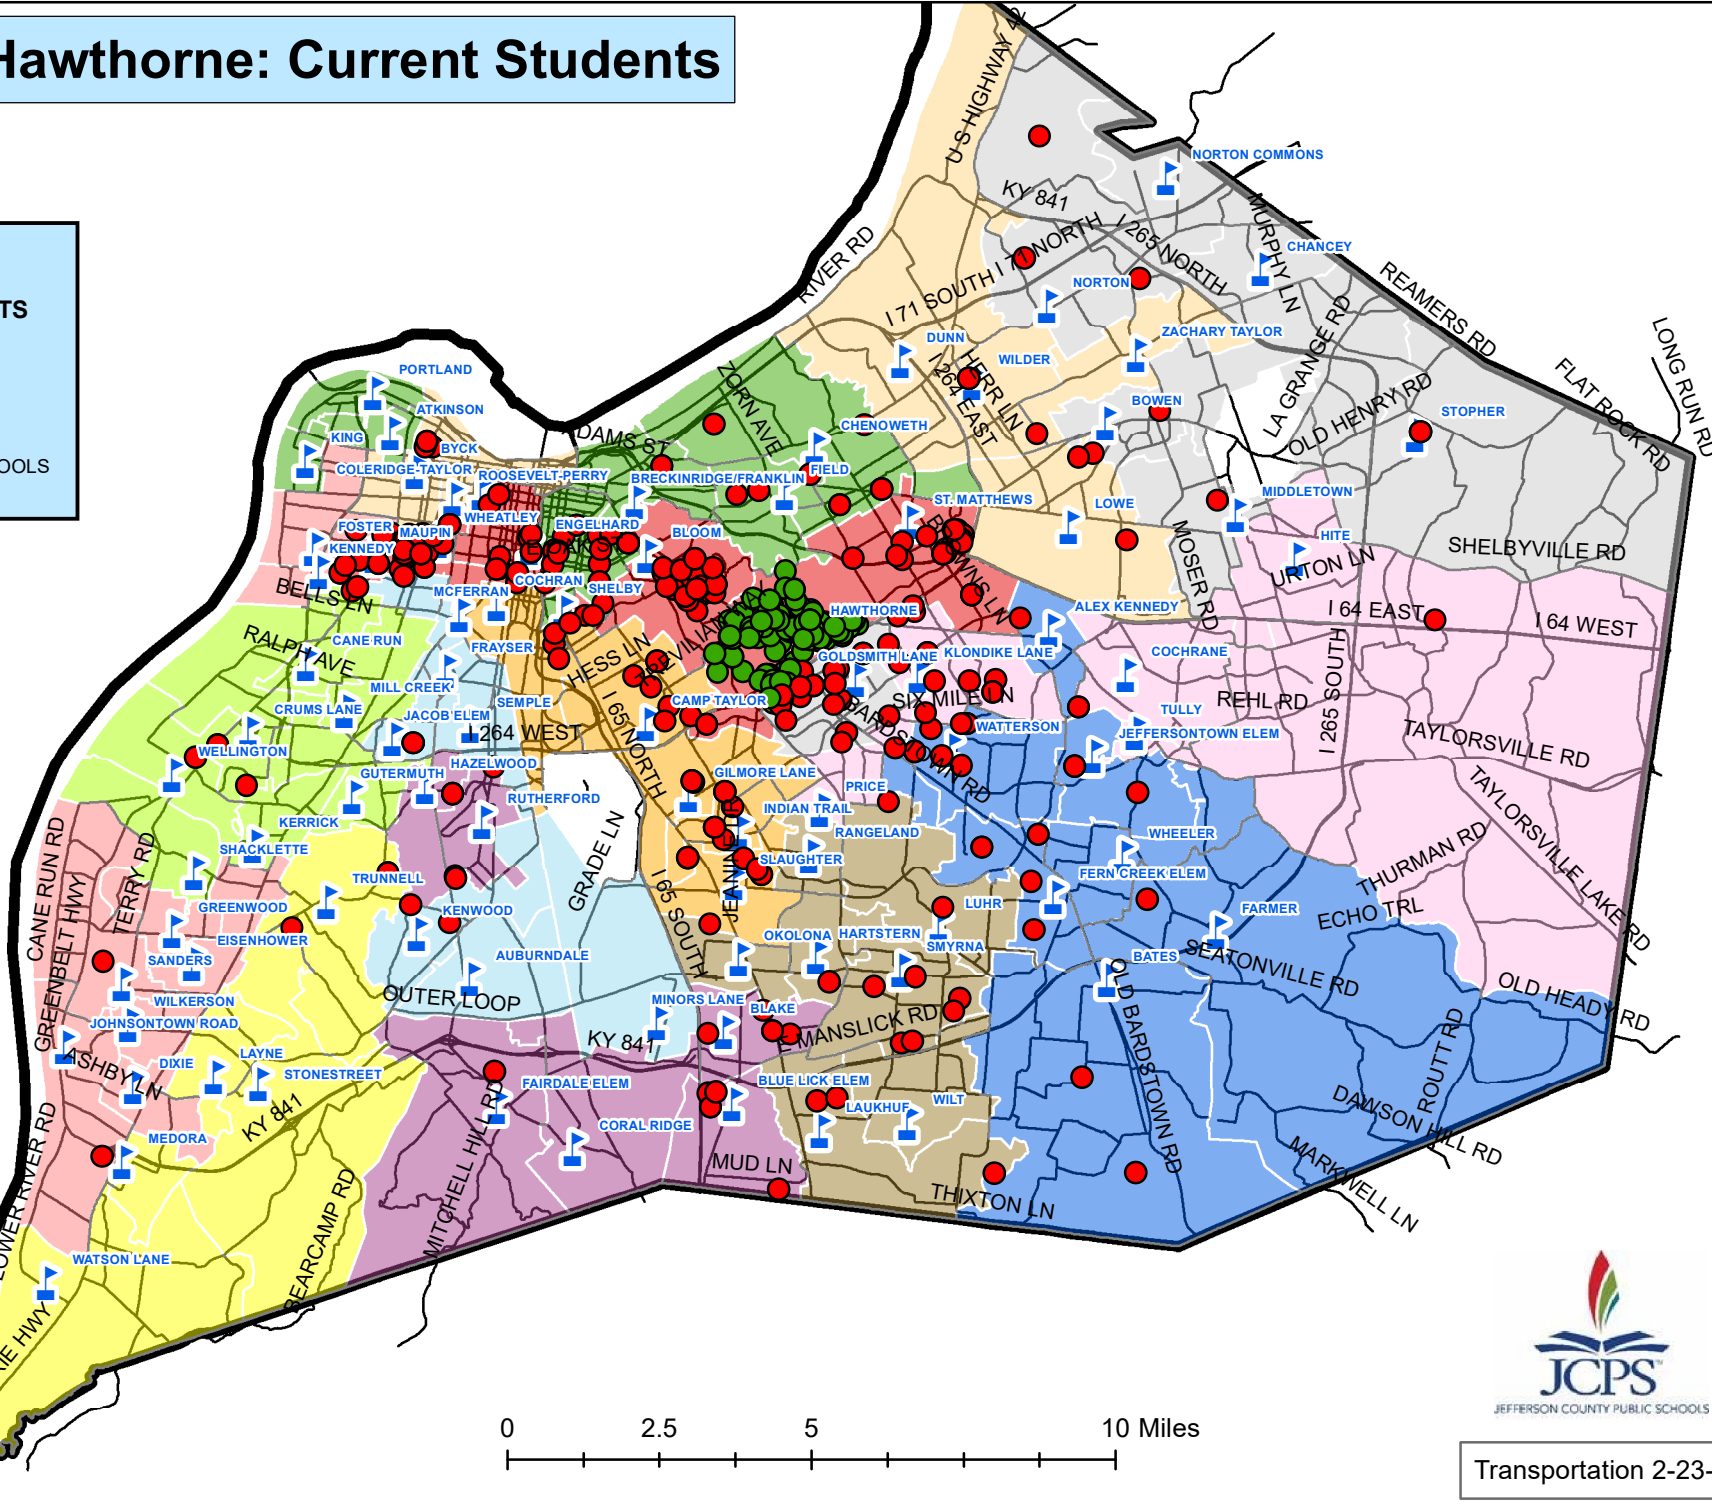 Hawthorne: Current Students
TS
OOLS
U S HIGHWAY 42
NORTON COMMONS
KY 841
MURPHY LN
I 265 NORTH
I 71 NORTH
CHANCEY
RIVER RD
REAMERS RD
I 71 SOUTH
NORTON
LONG RUN RD
ZACHARY TAYLOR
DUNN
WILDER
LA GRANGE RD
FLAT ROCK RD
PORTLAND
ZORN AVE
I 264 EAST
HERR LN
OLD HENRY RD
ATKINSON
BOWEN
STOPHER
KING
BYCK
DAMS ST
CHENOWETH
COLERIDGE-TAYLOR
ROOSEVELT-PERRY
BRECKINRIDGE/FRANKLIN
FIELD
ST. MATTHEWS
LOWE
MIDDLETOWN
FOSTER
MAUPIN
WHEATLEY
ENGELHARD
BLOOM
HITE
KENNEDY
MOSER RD
SHELBYVILLE RD
URTON LN
BELLS LN
COCHRAN
SHELBY
MCFERRAN
HAWTHORNE
ALEX KENNEDY
I 64 EAST
I 64 WEST
RALPH AVE
CANE RUN
FRAYSER
HESS LN
TREVILIAN WAY
GOLDSMITH LANE
KLONDIKE LANE
COCHRANE
MILL CREEK
SEMPLE
CAMP TAYLOR
SIX MILE LN
REHL RD
I 265 SOUTH
CRUMS LANE
JACOB ELEM
I 264 WEST
I 65 NORTH
BARDSTOWN RD
WATTERSON
TULLY
JEFFERSONTOWN ELEM
TAYLORSVILLE RD
WELLINGTON
GUTERMUTH
HAZELWOOD
GILMORE LANE
PRICE
RUTHERFORD
INDIAN TRAIL
RANGELAND
WHEELER
TAYLORSVILLE LAKE RD
KERRICK
SHACKLETTE
CANE RUN RD
TERRY RD
GRADE LN
SLAUGHTER
FERN CREEK ELEM
THURMAN RD
TRUNNELL
GREENWOOD
KENWOOD
I 65 SOUTH
LUHR
FARMER
ECHO TRL
GREENBELT HWY
EISENHOWER
OKOLONA
HARTSTERN
SMYRNA
BATES
SEATONVILLE RD
SANDERS
AUBURNDALE
OUTER LOOP
OLD HEADY RD
WILKERSON
MINORS LANE
BLAKE
JOHNSONTOWN ROAD
KY 841
MANSLICK RD
OLD BARDSTOWN RD
ROUTT RD
ASHBY LN
DIXIE
LAYNE
STONESTREET
FAIRDALE ELEM
BLUE LICK ELEM
WILT
DAWSON HILL RD
KY 841
LAUKHUF
CORAL RIDGE
MEDORA
MITCHELL HILL RD
MUD LN
MARKWELL LN
LOWER RIVER RD
BEARCAMP RD
THIXTON LN
WATSON LANE
IE HWY
0 2.5 5 10 Miles
JCPS
JEFFERSON COUNTY PUBLIC SCHOOLS
Transportation 2-23-